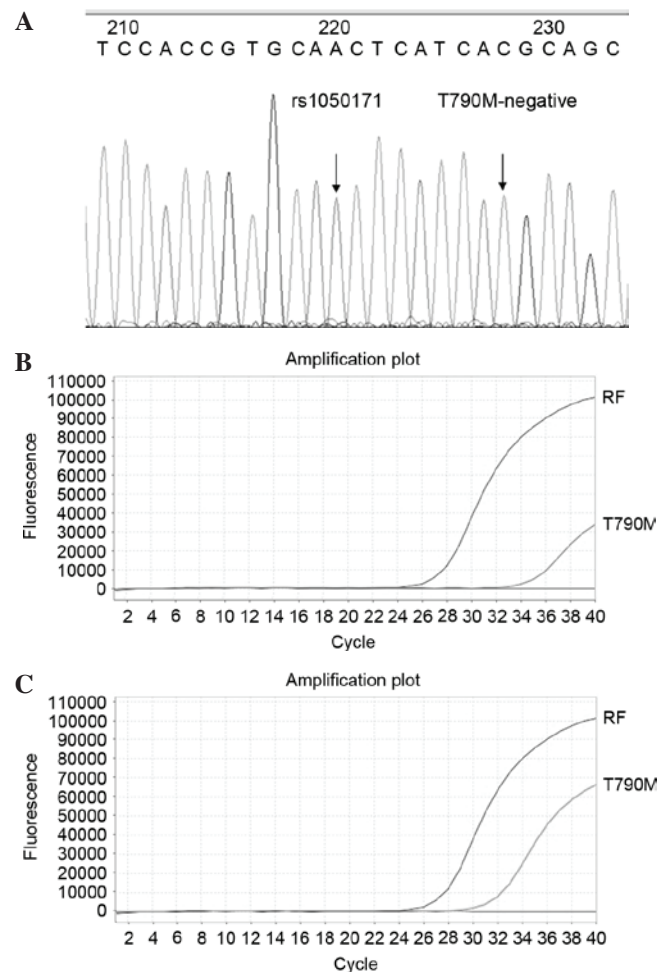 A
210 220 230
T C C A C C G T G C A A C T C A T C A C G C A G C
rs1050171 T790M-negative
B
Amplification plot
110000
100000
90000
80000
70000
60000
50000
40000
30000
20000
10000
0
Fluorescence
RF
T790M
2 4 6 8 10 12 14 16 18 20 22 24 26 28 30 32 34 36 38 40
Cycle
C
Amplification plot
110000
100000
90000
80000
70000
60000
50000
40000
30000
20000
10000
0
Fluorescence
RF
T790M
2 4 6 8 10 12 14 16 18 20 22 24 26 28 30 32 34 36 38 40
Cycle